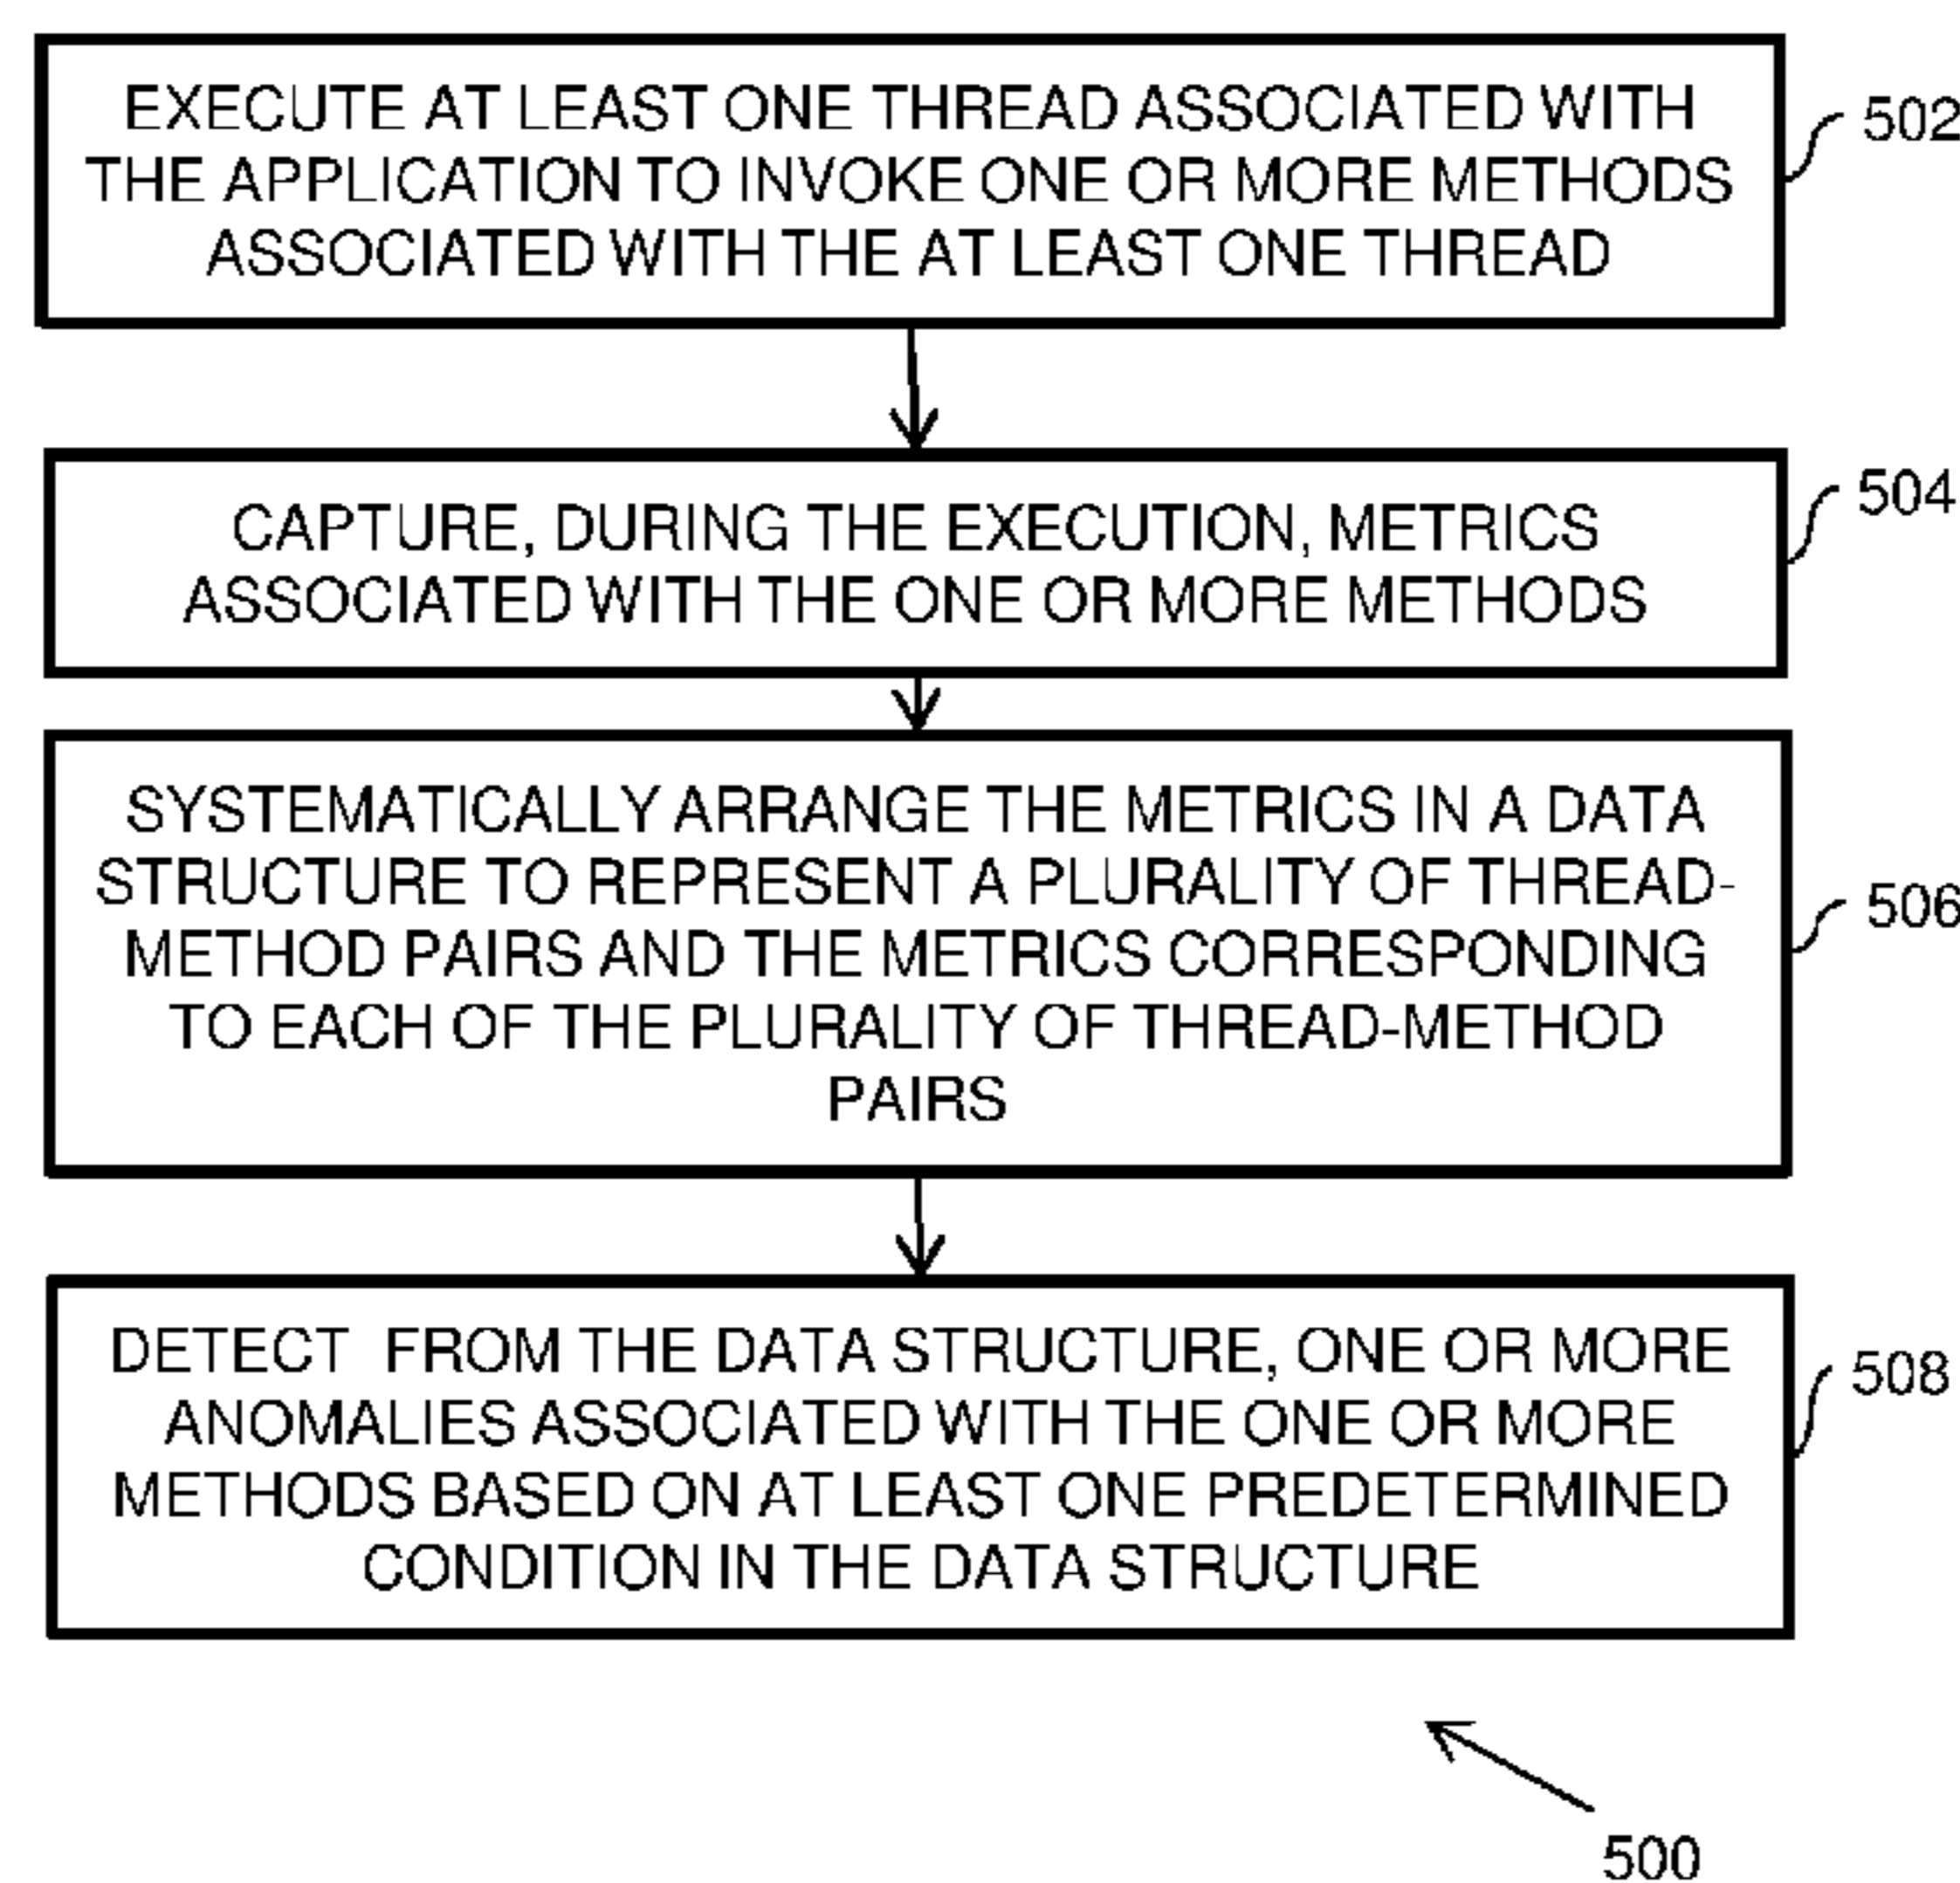 EXECUTE AT LEAST ONE THREAD ASSOCIATED WITH
THE APPLICATION TO INVOKE ONE OR MORE METHODS
ASSOCIATED WITH THE AT LEAST ONE THREAD
502
CAPTURE, DURING THE EXECUTION, METRICS
ASSOCIATED WITH THE ONE OR MORE METHODS
504
SYSTEMATICALLY ARRANGE THE METRICS IN A DATA
STRUCTURE TO REPRESENT A PLURALITY OF THREAD-
METHOD PAIRS AND THE METRICS CORRESPONDING
TO EACH OF THE PLURALITY OF THREAD-METHOD
PAIRS
506
DETECT FROM THE DATA STRUCTURE, ONE OR MORE
ANOMALIES ASSOCIATED WITH THE ONE OR MORE
METHODS BASED ON AT LEAST ONE PREDETERMINED
CONDITION IN THE DATA STRUCTURE
508
500